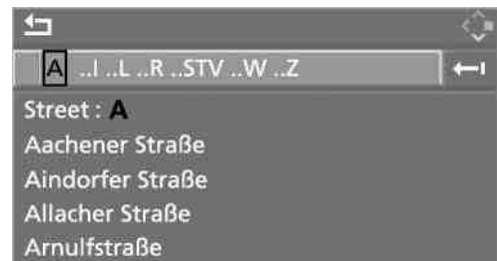 A ..I ..L ..R ..STV ..W ..Z
Street : A
Aachener Straße
Aindorfer Straße
Allacher Straße
Arnulfstraße